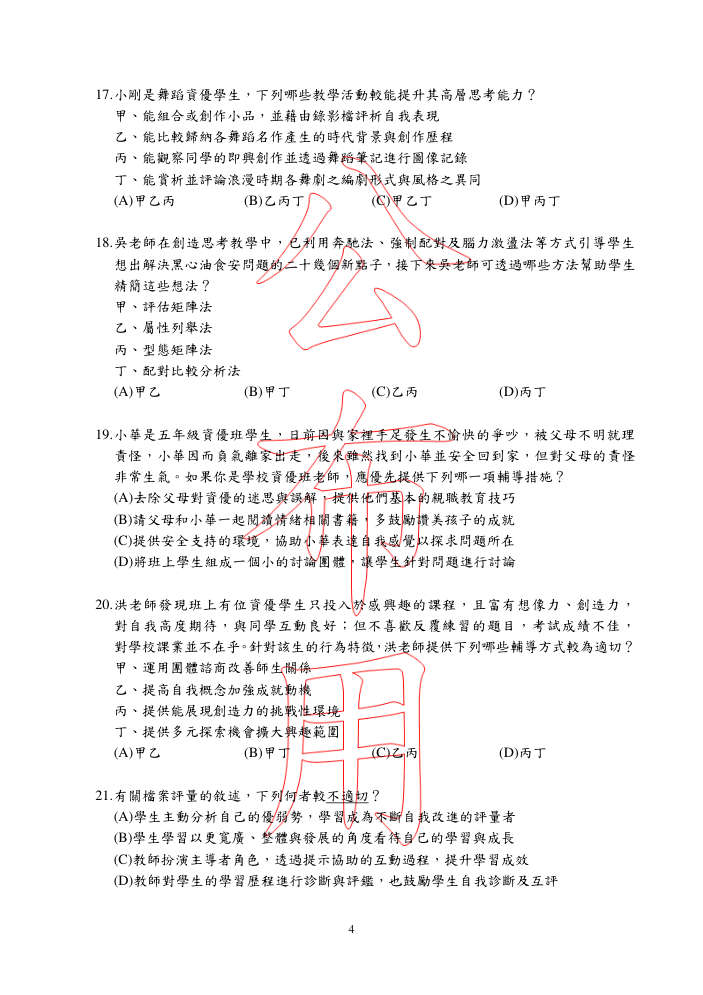 17.小剛是舞蹈資優學生，下列哪些教學活動較能提升其高層思考能力？
甲、能組合或創作小品，並藉由錄影檔評析自我表現
乙、能比較歸納各舞蹈名作產生的時代背景與創作歷程
丙、能觀察同學的即興創作並透過舞蹈筆記進行圖像記錄
丁、能賞析並評論浪漫時期各舞劇之編劇形式與風格之異同
(A)甲乙丙 (B)乙丙丁 (C)甲乙丁 (D)甲丙丁
18.吳老師在創造思考教學中，已利用奔馳法、強制配對及腦力激盪法等方式引導學生
想出解決黑心油食安問題的二十幾個新點子，接下來吳老師可透過哪些方法幫助學生
精簡這些想法？
甲、評估矩陣法
乙、屬性列舉法
丙、型態矩陣法
丁、配對比較分析法
(A)甲乙 (B)甲丁 (C)乙丙 (D)丙丁
19.小華是五年級資優班學生，日前因與家裡手足發生不愉快的爭吵，被父母不明就理
責怪，小華因而負氣離家出走，後來雖然找到小華並安全回到家，但對父母的責怪
非常生氣。如果你是學校資優班老師，應優先提供下列哪一項輔導措施？
(A)去除父母對資優的迷思與誤解，提供他們基本的親職教育技巧
(B)請父母和小華一起閱讀情緒相關書籍，多鼓勵讚美孩子的成就
(C)提供安全支持的環境，協助小華表達自我感覺以探求問題所在
(D)將班上學生組成一個小的討論團體，讓學生針對問題進行討論
20.洪老師發現班上有位資優學生只投入於感興趣的課程，且富有想像力、創造力，
對自我高度期待，與同學互動良好；但不喜歡反覆練習的題目，考試成績不佳，
對學校課業並不在乎。針對該生的行為特徵，洪老師提供下列哪些輔導方式較為適切？
甲、運用團體諮商改善師生關係
乙、提高自我概念加強成就動機
丙、提供能展現創造力的挑戰性環境
丁、提供多元探索機會擴大興趣範圍
(A)甲乙 (B)甲丁 (C)乙丙 (D)丙丁
21.有關檔案評量的敘述，下列何者較不適切？
(A)學生主動分析自己的優弱勢，學習成為不斷自我改進的評量者
(B)學生學習以更寬廣、整體與發展的角度看待自己的學習與成長
(C)教師扮演主導者角色，透過提示協助的互動過程，提升學習成效
(D)教師對學生的學習歷程進行診斷與評鑑，也鼓勵學生自我診斷及互評
4
公
布
用